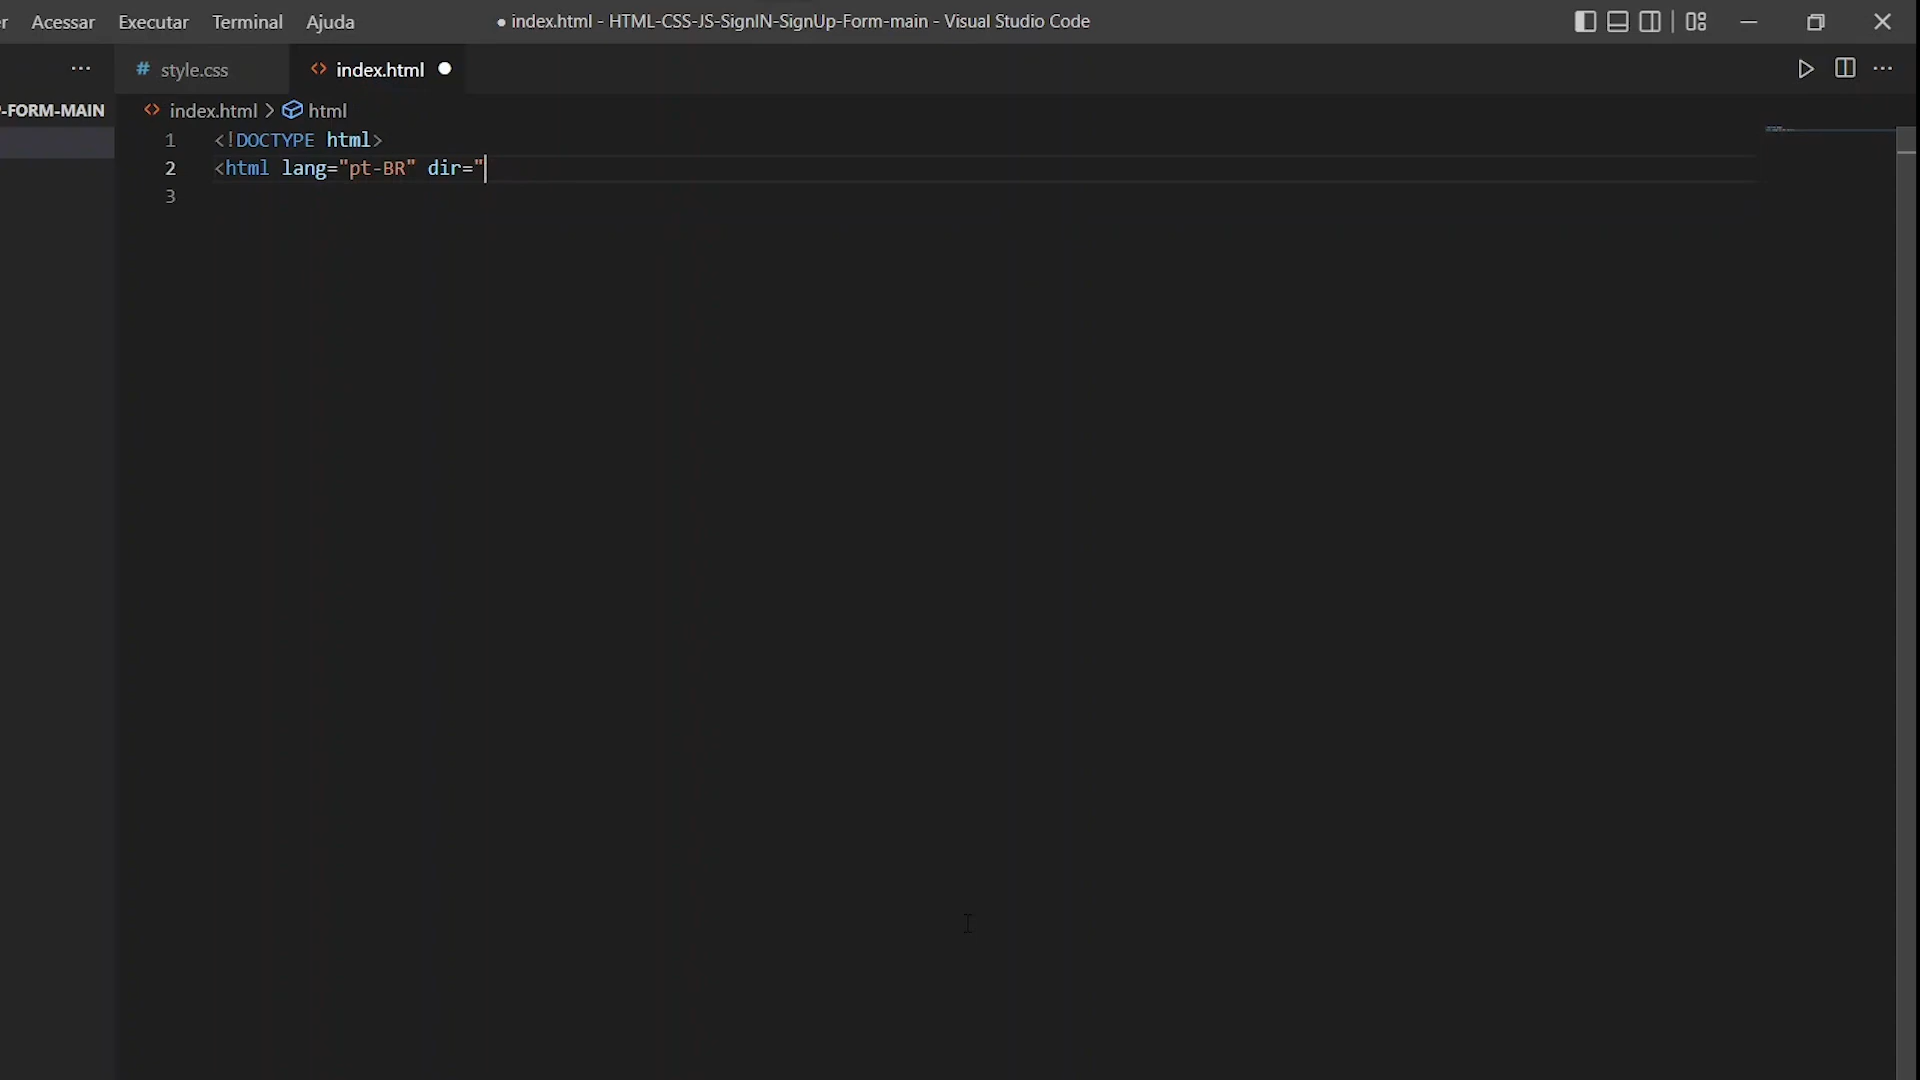 r Acessar Executar Terminal Ajuda ● index.html - HTML-CSS-JS-SignIN-SignUp-Form-main - Visual Studio Code
··· # style.css <> index.html ●
P-FORM-MAIN <> index.html > html
1 <!DOCTYPE html>
2 <html lang="pt-BR" dir="
3